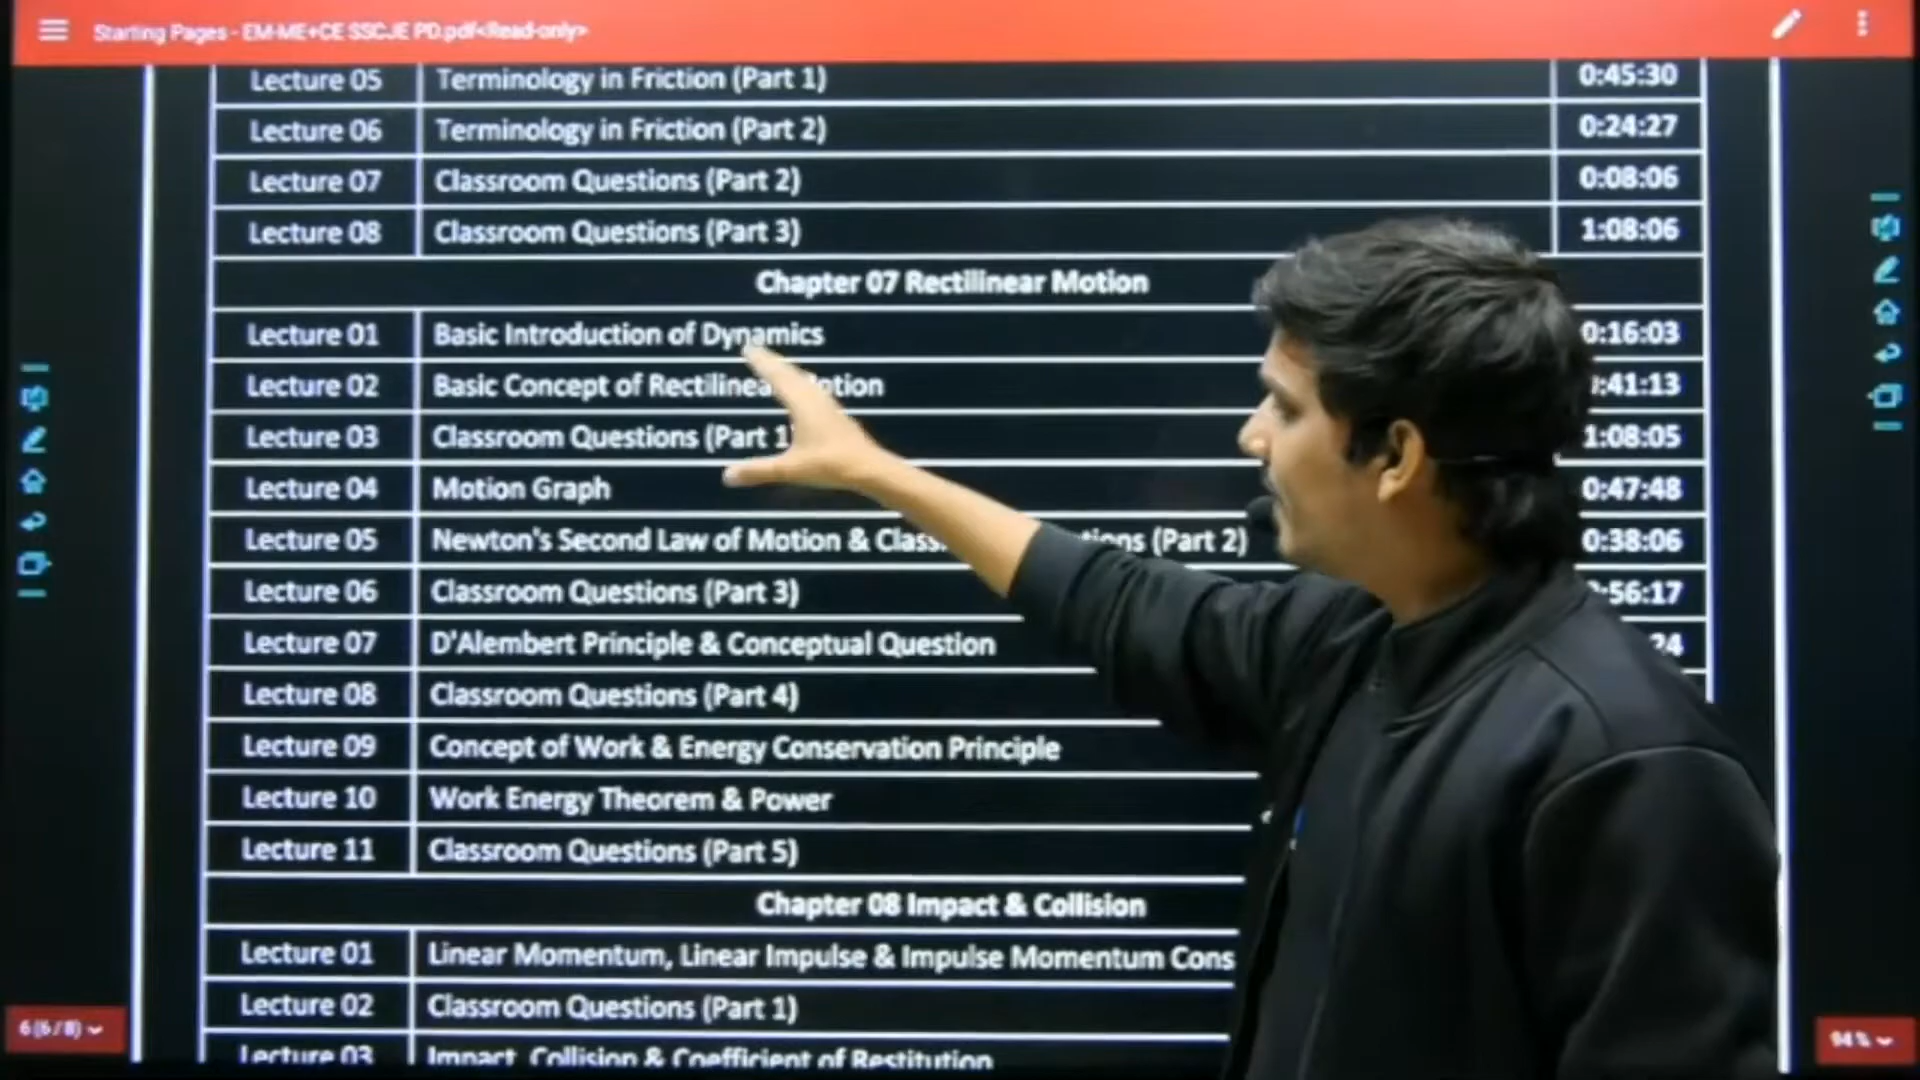 Starting Pages - EM-ME+CE SSCJE PD.pdf<Read-only>
Lecture 05 Terminology in Friction (Part 1) 0:45:30
Lecture 06 Terminology in Friction (Part 2) 0:24:27
Lecture 07 Classroom Questions (Part 2) 0:08:06
Lecture 08 Classroom Questions (Part 3) 1:08:06
Chapter 07 Rectilinear Motion
Lecture 01 Basic Introduction of Dynamics 0:16:03
Lecture 02 Basic Concept of Rectilinea otion :41:13
Lecture 03 Classroom Questions (Part 1 1:08:05
Lecture 04 Motion Graph 0:47:48
Lecture 05 Newton's Second Law of Motion & Class tions (Part 2) 0:38:06
Lecture 06 Classroom Questions (Part 3) :56:17
Lecture 07 D'Alembert Principle & Conceptual Question 24
Lecture 08 Classroom Questions (Part 4)
Lecture 09 Concept of Work & Energy Conservation Principle
Lecture 10 Work Energy Theorem & Power
Lecture 11 Classroom Questions (Part 5)
Chapter 08 Impact & Collision
Lecture 01 Linear Momentum, Linear Impulse & Impulse Momentum Cons
Lecture 02 Classroom Questions (Part 1)
Lecture 03 Impact, Collision & Coefficient of Restitution
6 (6 / 8)
94 %